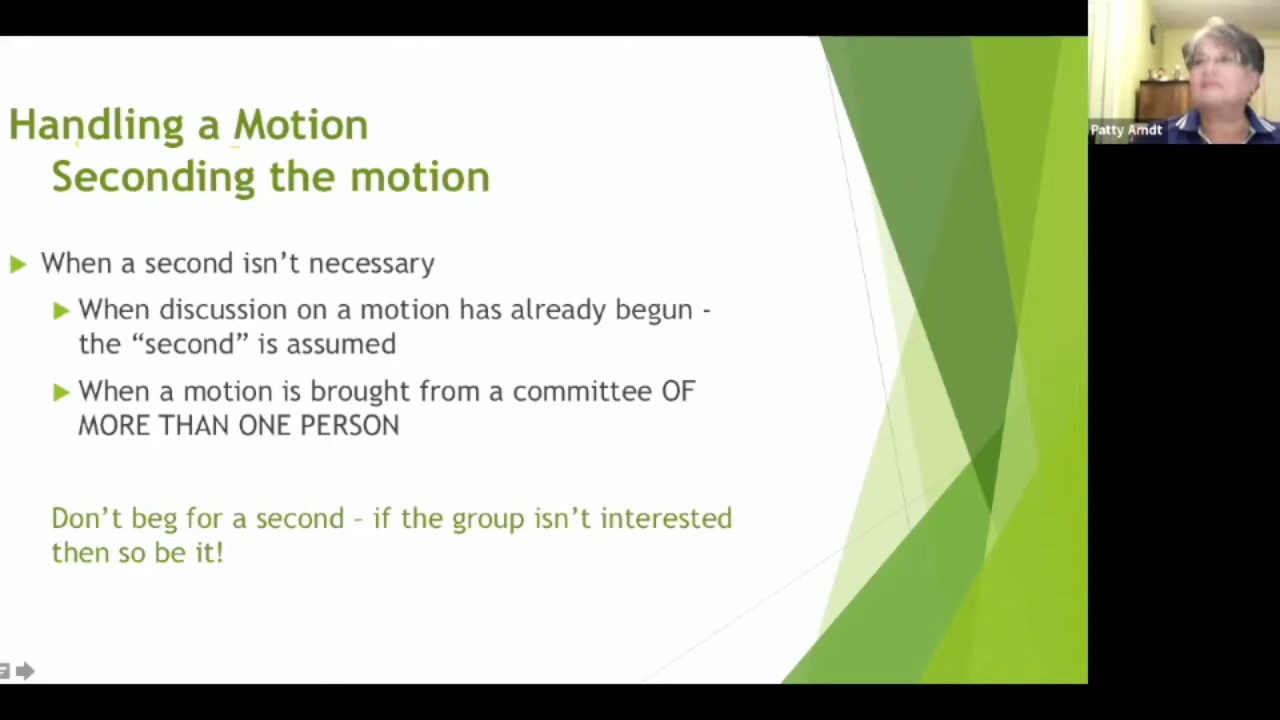 Handling a Motion
Seconding the motion
When a second isn’t necessary
When discussion on a motion has already begun -
the “second” is assumed
When a motion is brought from a committee OF
MORE THAN ONE PERSON
Don’t beg for a second – if the group isn’t interested
then so be it!
Patty Arndt